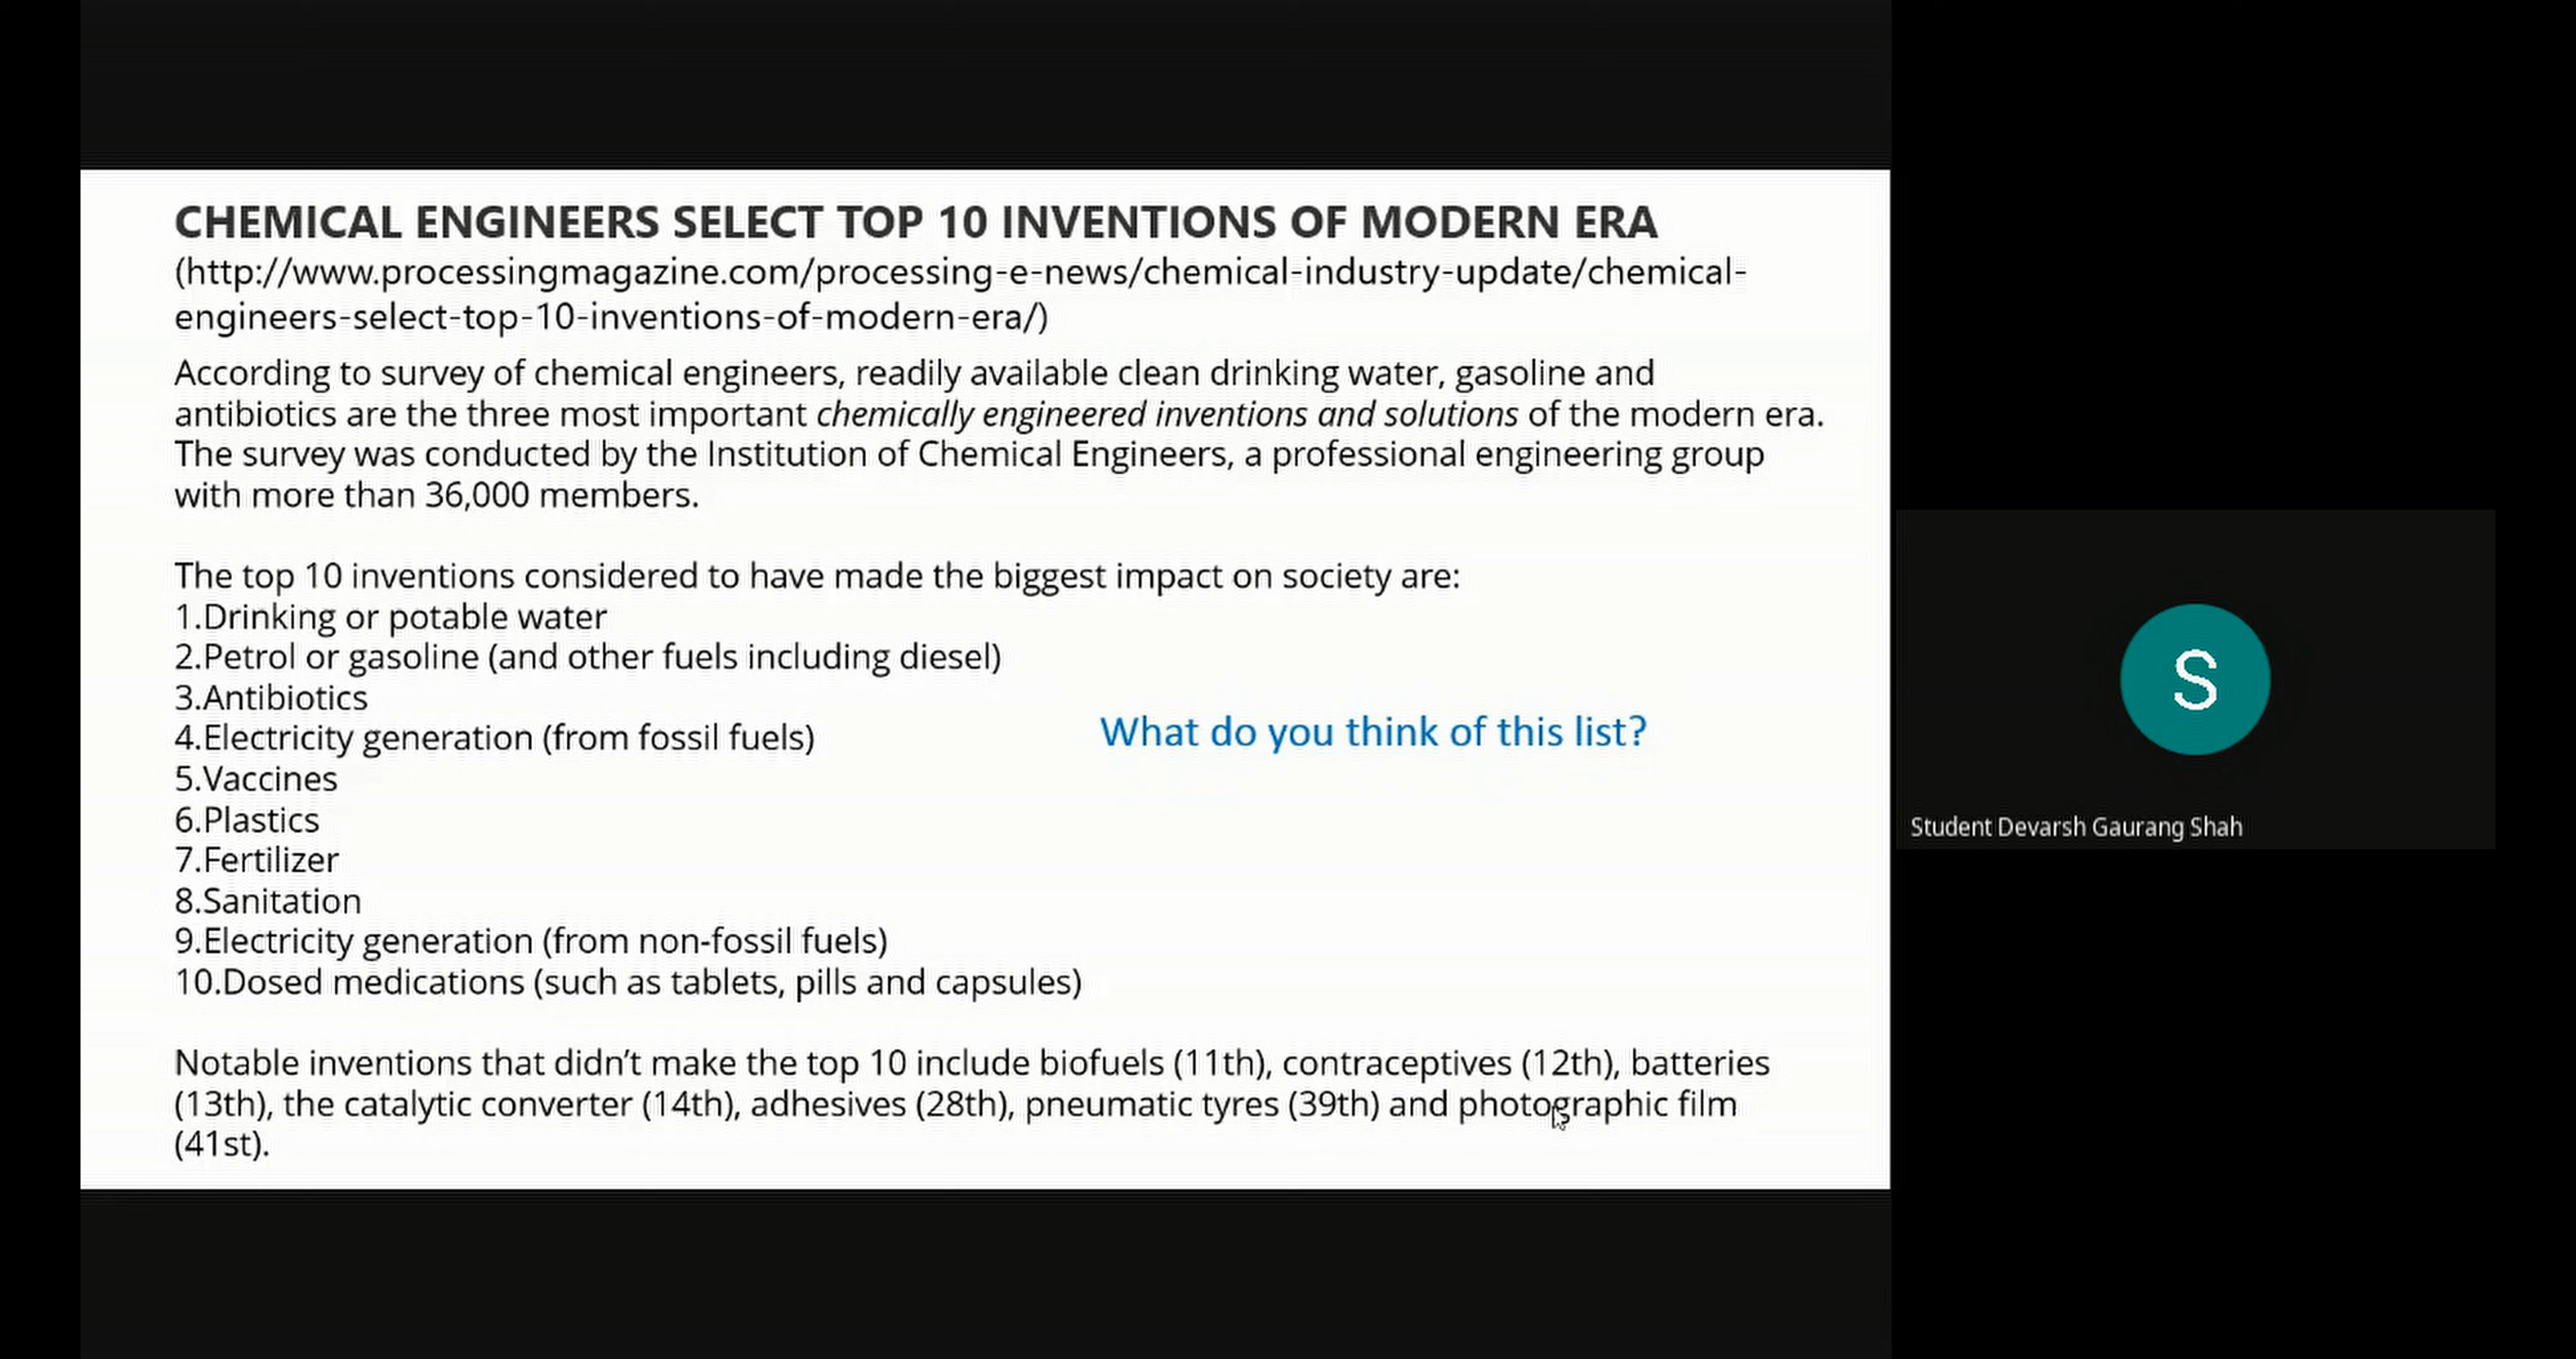 CHEMICAL ENGINEERS SELECT TOP 10 INVENTIONS OF MODERN ERA
(http://www.processingmagazine.com/processing-e-news/chemical-industry-update/chemical-
engineers-select-top-10-inventions-of-modern-era/)
According to survey of chemical engineers, readily available clean drinking water, gasoline and
antibiotics are the three most important chemically engineered inventions and solutions of the modern era.
The survey was conducted by the Institution of Chemical Engineers, a professional engineering group
with more than 36,000 members.
The top 10 inventions considered to have made the biggest impact on society are:
1.Drinking or potable water
2.Petrol or gasoline (and other fuels including diesel)
3.Antibiotics
4.Electricity generation (from fossil fuels)
5.Vaccines
6.Plastics
7.Fertilizer
8.Sanitation
9.Electricity generation (from non-fossil fuels)
10.Dosed medications (such as tablets, pills and capsules)
What do you think of this list?
Notable inventions that didn’t make the top 10 include biofuels (11th), contraceptives (12th), batteries
(13th), the catalytic converter (14th), adhesives (28th), pneumatic tyres (39th) and photographic film
(41st).
S
Student Devarsh Gaurang Shah